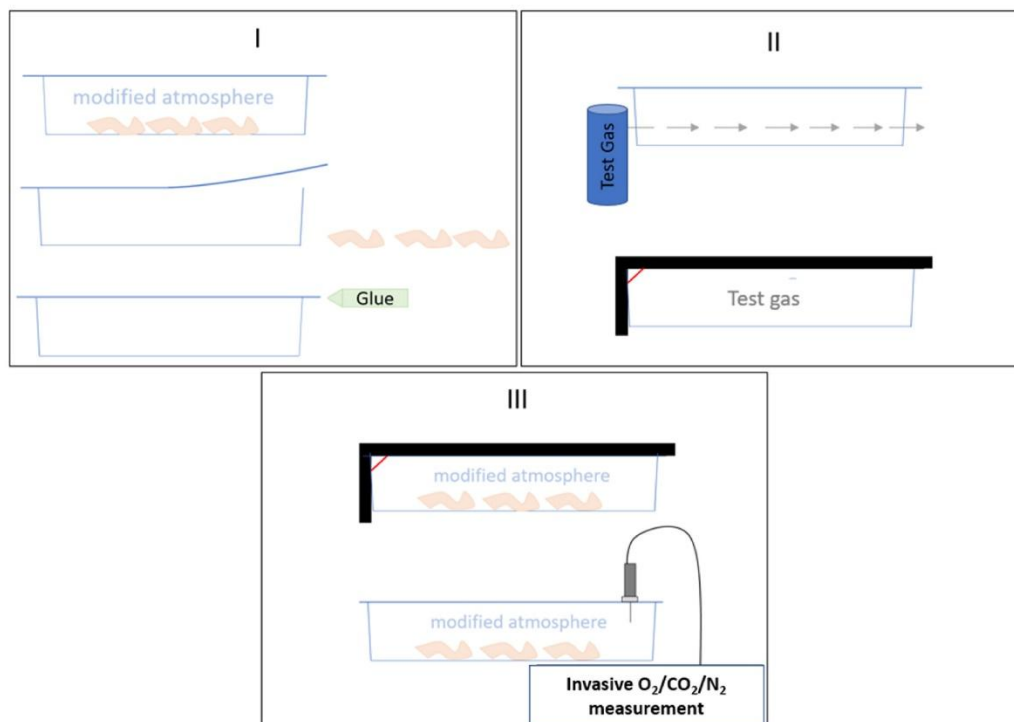 I
modified atmosphere
Glue
II
Test Gas
Test gas
III
modified atmosphere
modified atmosphere
Invasive O₂/CO₂/N₂
measurement